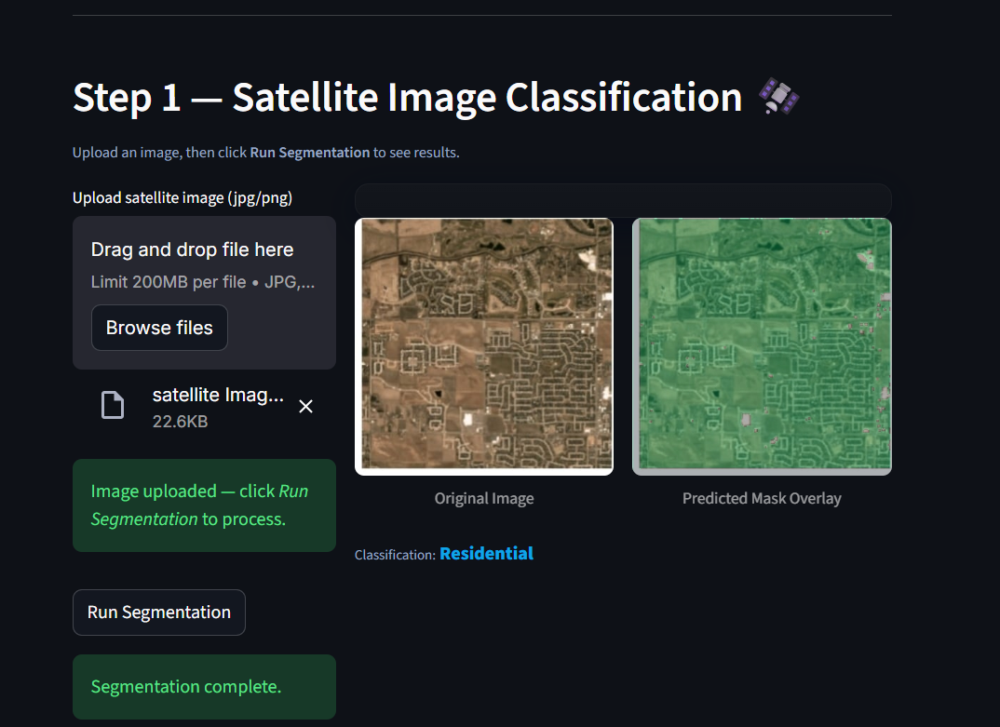 Step 1 — Satellite Image Classification
Upload an image, then click Run Segmentation to see results.
Upload satellite image (jpg/png)
Drag and drop file here
Limit 200MB per file • JPG,...
Browse files
satellite Imag...
22.6KB
Image uploaded — click Run
Segmentation to process.
Run Segmentation
Segmentation complete.
Original Image
Predicted Mask Overlay
Classification: Residential